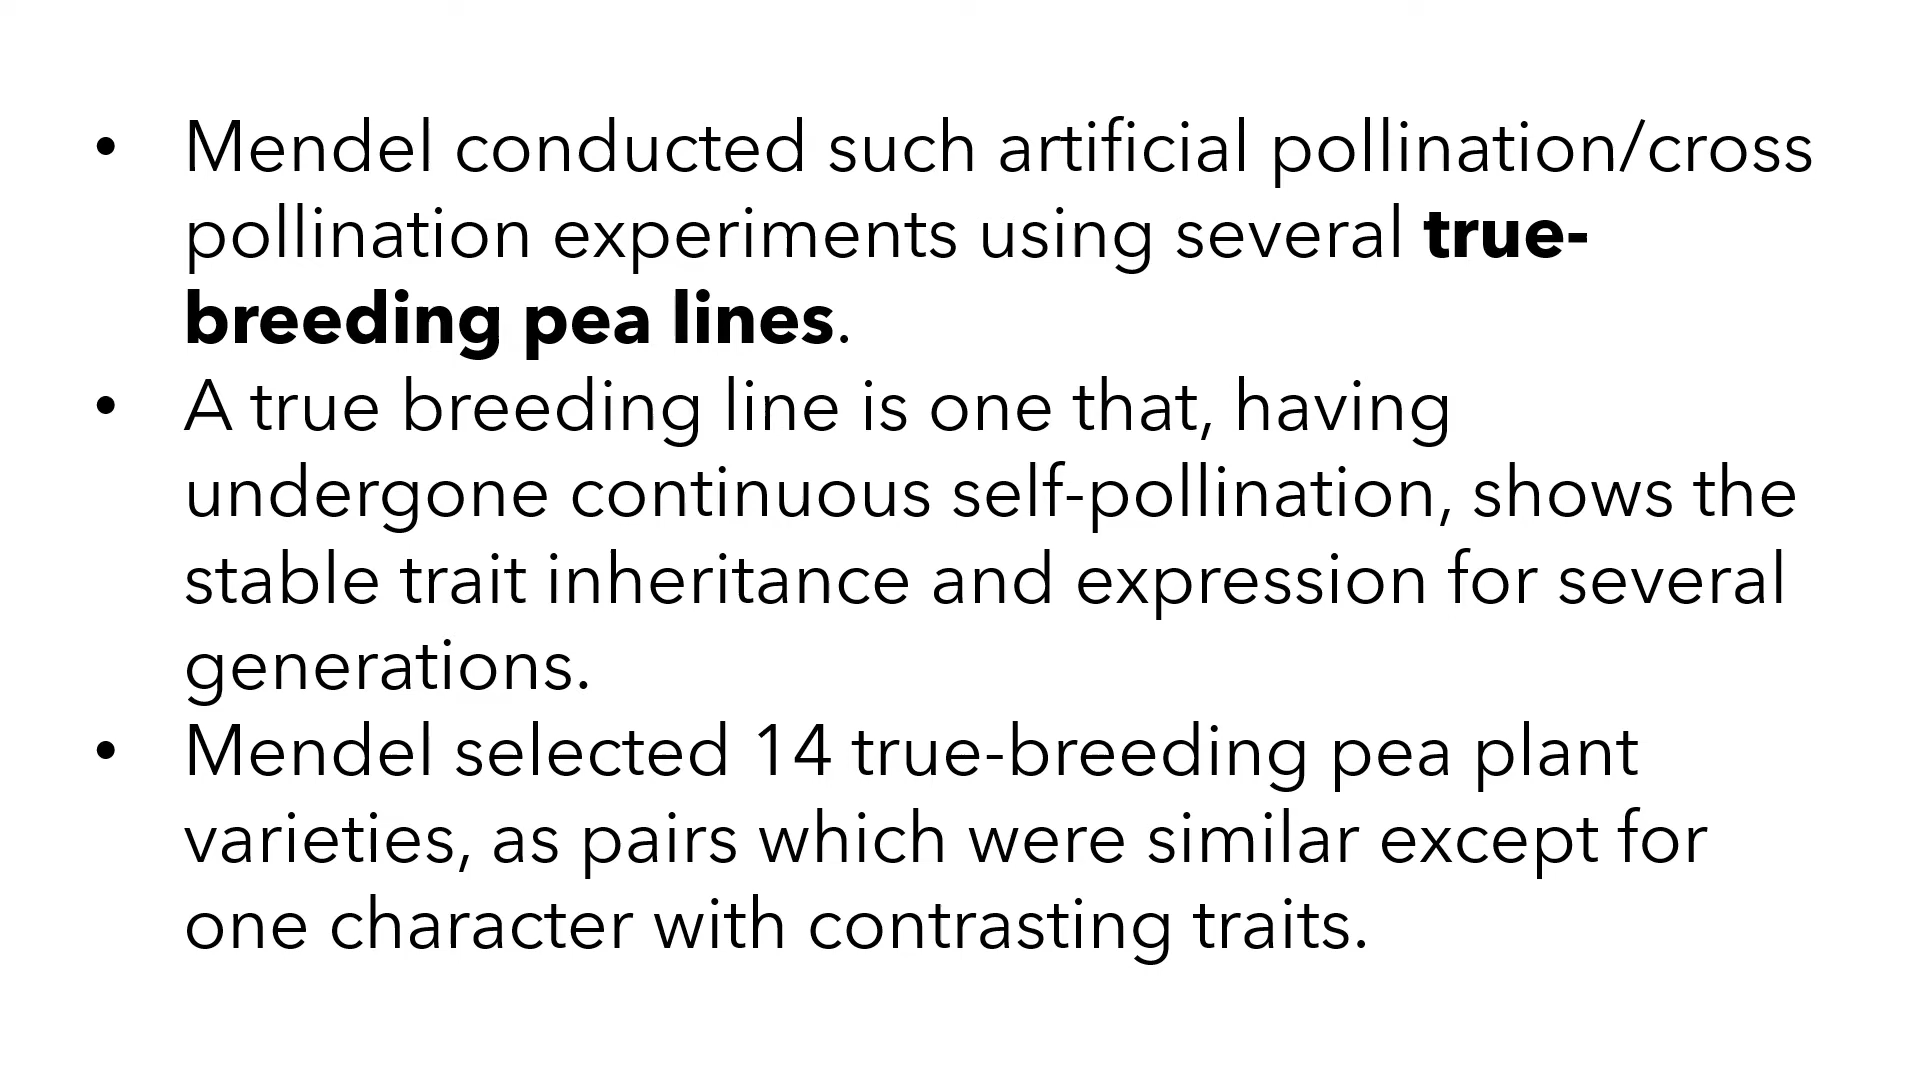 • Mendel conducted such artificial pollination/cross
pollination experiments using several true-
breeding pea lines.
• A true breeding line is one that, having
undergone continuous self-pollination, shows the
stable trait inheritance and expression for several
generations.
• Mendel selected 14 true-breeding pea plant
varieties, as pairs which were similar except for
one character with contrasting traits.